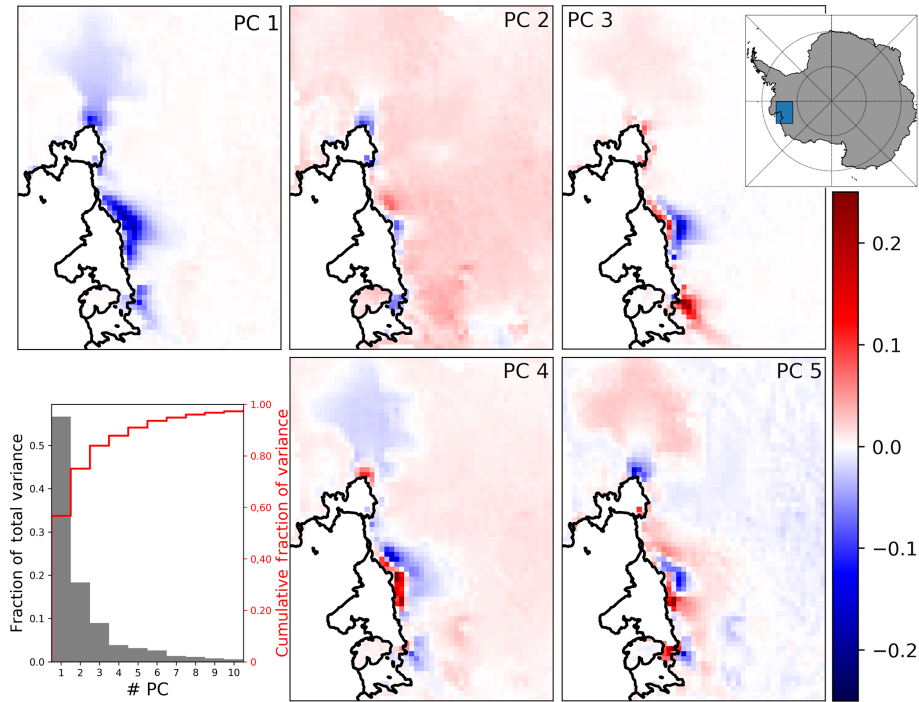 PC 1
PC 2
PC 3
0.2
0.1
0.0
−0.1
−0.2
PC 4
PC 5
Fraction of total variance
0.5
0.4
0.3
0.2
0.1
0.0
1.00
0.80
0.60
0.40
0.20
0
Cumulative fraction of variance
1 2 3 4 5 6 7 8 9 10
# PC